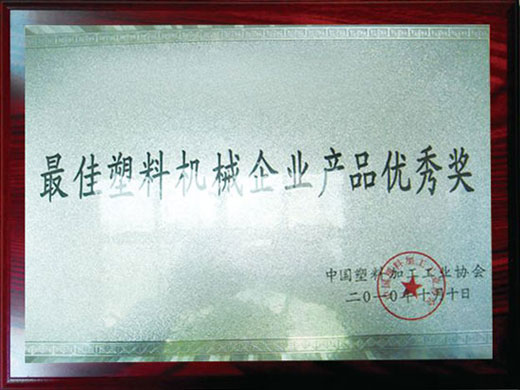 最佳塑料机械企业产品优秀奖
中国塑料加工工业协会
二〇一〇年十月十日